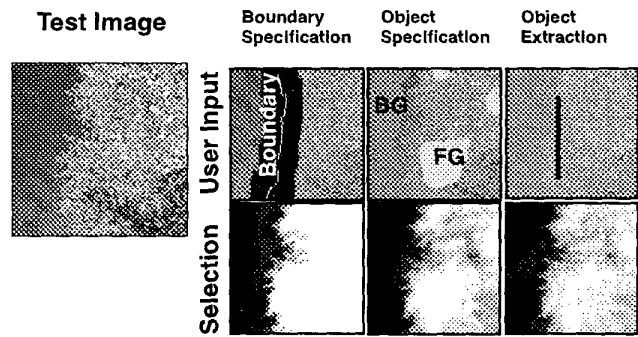 Test Image
Boundary
Specification
Object
Specification
Object
Extraction
User Input
Boundary
BG
FG
Selection